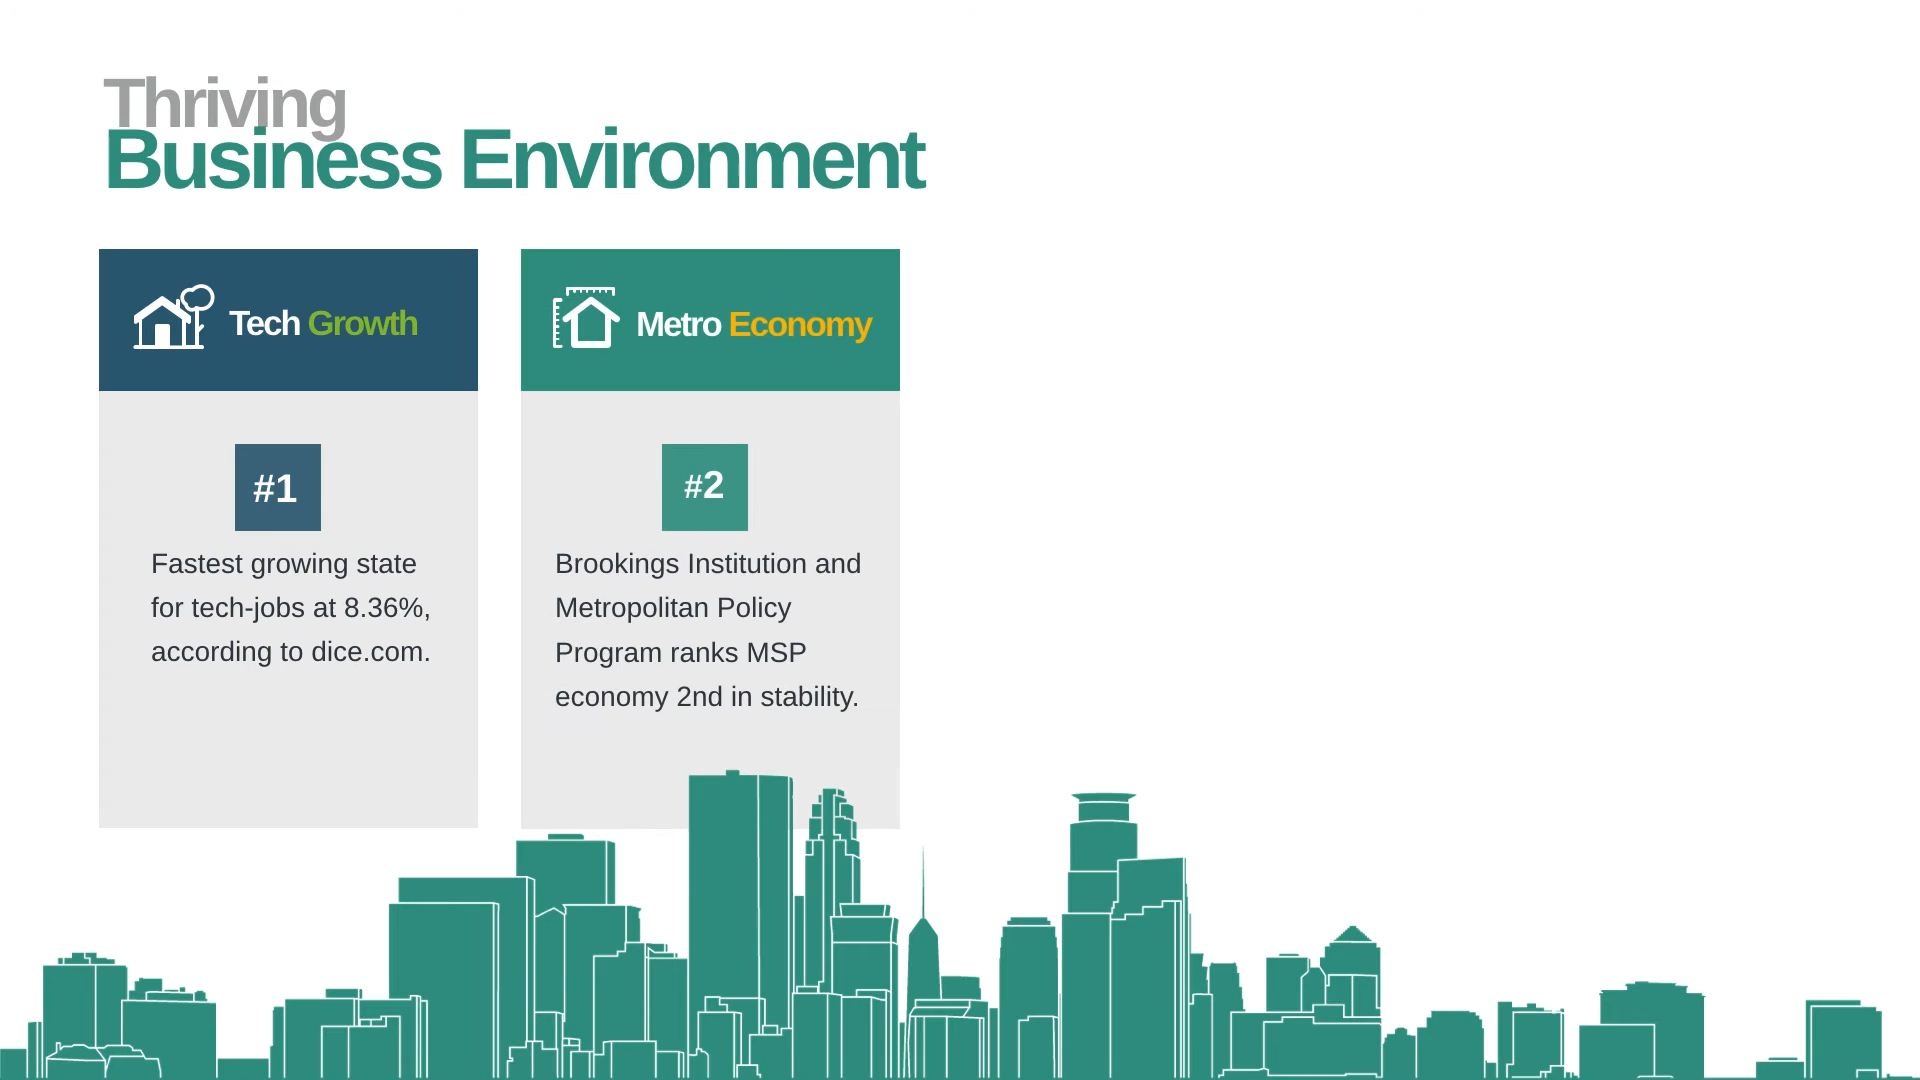 Thriving
Business Environment
Tech Growth
#1
Fastest growing state
for tech-jobs at 8.36%,
according to dice.com.
Metro Economy
#2
Brookings Institution and
Metropolitan Policy
Program ranks MSP
economy 2nd in stability.